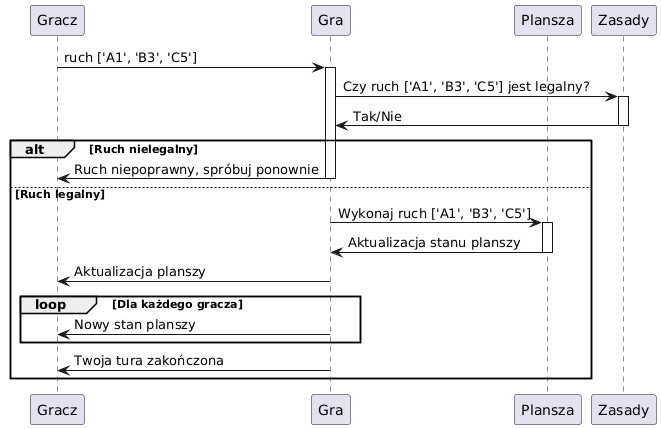 Gracz Gra Plansza Zasady
ruch ['A1', 'B3', 'C5']
Czy ruch ['A1', 'B3', 'C5'] jest legalny?
Tak/Nie
alt [Ruch nielegalny]
Ruch niepoprawny, spróbuj ponownie
[Ruch legalny]
Wykonaj ruch ['A1', 'B3', 'C5']
Aktualizacja stanu planszy
Aktualizacja planszy
loop [Dla każdego gracza]
Nowy stan planszy
Twoja tura zakończona
Gracz Gra Plansza Zasady